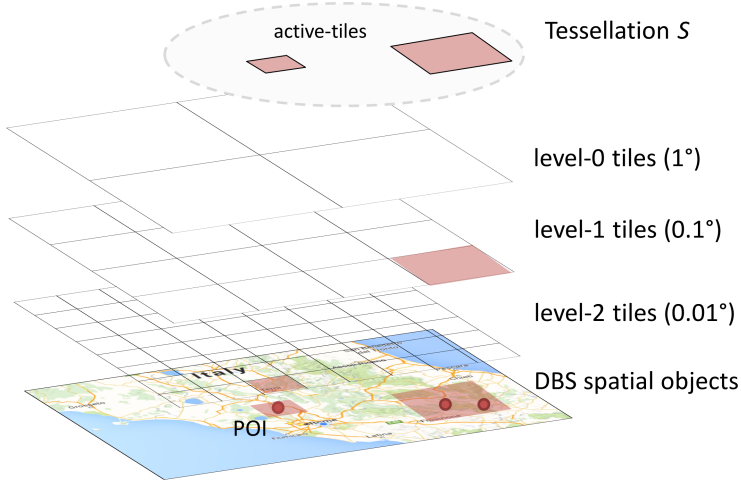 active-tiles
Tessellation S
level-0 tiles (1°)
level-1 tiles (0.1°)
level-2 tiles (0.01°)
Italy
DBS spatial objects
POI
Latina